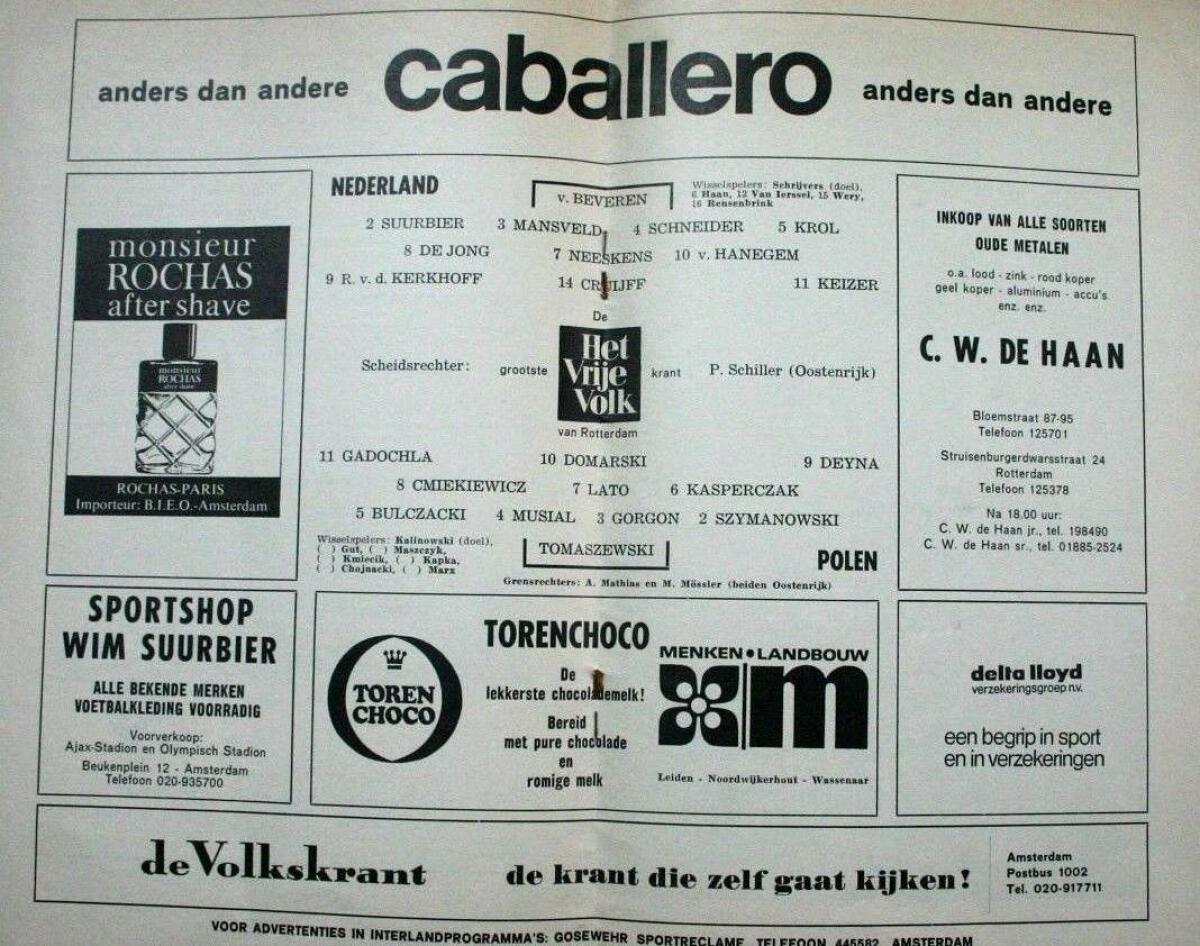 anders dan andere caballero anders dan andere
monsieur
ROCHAS
after shave
monsieur
ROCHAS
after shave
ROCHAS-PARIS
Importeur: B.I.E.O.-Amsterdam
NEDERLAND
v. BEVEREN
Wisselspelers: Schrijvers (doel),
6 Haan, 12 Van Ierssel, 15 Wery,
16 Rensenbrink
2 SUURBIER 3 MANSVELD 4 SCHNEIDER 5 KROL
8 DE JONG 7 NEESKENS 10 v. HANEGEM
9 R. v. d. KERKHOFF 14 CRUIJFF 11 KEIZER
De
Scheidsrechter: grootste Het Vrije Volk krant P. Schiller (Oostenrijk)
van Rotterdam
11 GADOCHLA 10 DOMARSKI 9 DEYNA
8 CMIEKIEWICZ 7 LATO 6 KASPERCZAK
5 BULCZACKI 4 MUSIAL 3 GORGON 2 SZYMANOWSKI
Wisselspelers: Kalinowski (doel),
( ) Gut, ( ) Maszczyk,
( ) Kmiecik, ( ) Kapka,
( ) Chojnacki, ( ) Marx
TOMASZEWSKI
POLEN
Grensrechters: A. Mathias en M. Mössler (beiden Oostenrijk)
INKOOP VAN ALLE SOORTEN
OUDE METALEN
o.a. lood - zink - rood koper
geel koper - aluminium - accu's
enz. enz.
C. W. DE HAAN
Bloemstraat 87-95
Telefoon 125701
Struisenburgerdwarsstraat 24
Rotterdam
Telefoon 125378
Na 18.00 uur:
C. W. de Haan jr., tel. 198490
C. W. de Haan sr., tel. 01885-2524
SPORTSHOP
WIM SUURBIER
ALLE BEKENDE MERKEN
VOETBALKLEDING VOORRADIG
Voorverkoop:
Ajax-Stadion en Olympisch Stadion
Beukenplein 12 - Amsterdam
Telefoon 020-935700
TOREN
CHOCO
TORENCHOCO
De
lekkerste chocolademelk!
Bereid
met pure chocolade
en
romige melk
MENKEN•LANDBOUW
m
Leiden - Noordwijkerhout - Wassenaar
delta lloyd
verzekeringsgroep n.v.
een begrip in sport
en in verzekeringen
de Volkskrant de krant die zelf gaat kijken!
Amsterdam
Postbus 1002
Tel. 020-917711
VOOR ADVERTENTIES IN INTERLANDPROGRAMMA'S: GOSEWEHR SPORTRECLAME, TELEFOON 445582, AMSTERDAM